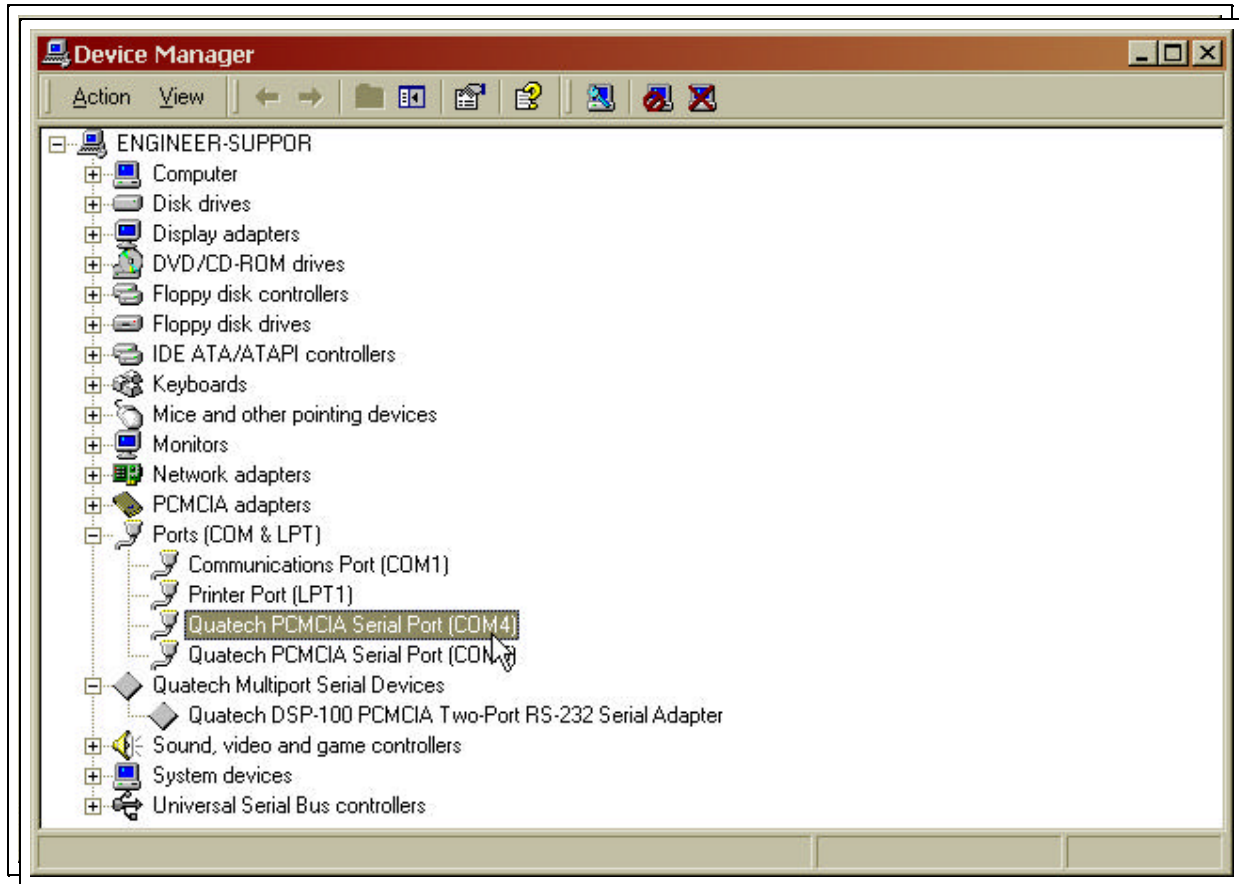 Device Manager
Action View
ENGINEER-SUPPOR
Computer
Disk drives
Display adapters
DVD/CD-ROM drives
Floppy disk controllers
Floppy disk drives
IDE ATA/ATAPI controllers
Keyboards
Mice and other pointing devices
Monitors
Network adapters
PCMCIA adapters
Ports (COM & LPT)
Communications Port (COM1)
Printer Port (LPT1)
Quatech PCMCIA Serial Port (COM4)
Quatech PCMCIA Serial Port
Quatech Multiport Serial Devices
Quatech DSP-100 PCMCIA Two-Port RS-232 Serial Adapter
Sound, video and game controllers
System devices
Universal Serial Bus controllers